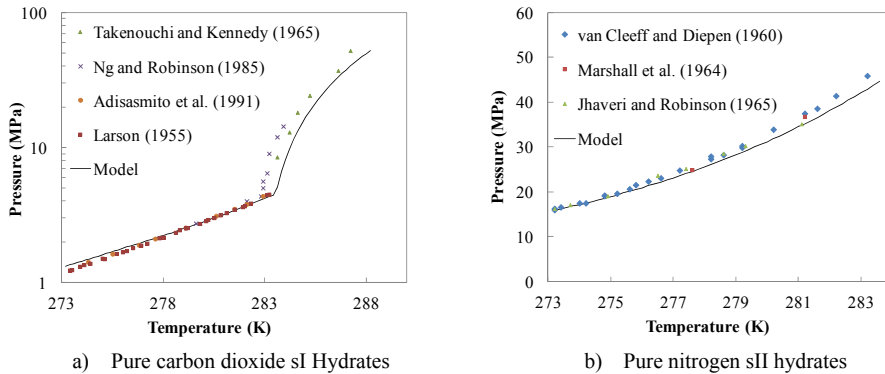 100
10
1
Pressure (MPa)
Takenouchi and Kennedy (1965)
Ng and Robinson (1985)
Adisasmito et al. (1991)
Larson (1955)
Model
273 278 283 288
Temperature (K)
a) Pure carbon dioxide sI Hydrates
60
50
40
30
20
10
0
Pressure (MPa)
van Cleeff and Diepen (1960)
Marshall et al. (1964)
Jhaveri and Robinson (1965)
Model
273 275 277 279 281 283
Temperature (K)
b) Pure nitrogen sII hydrates